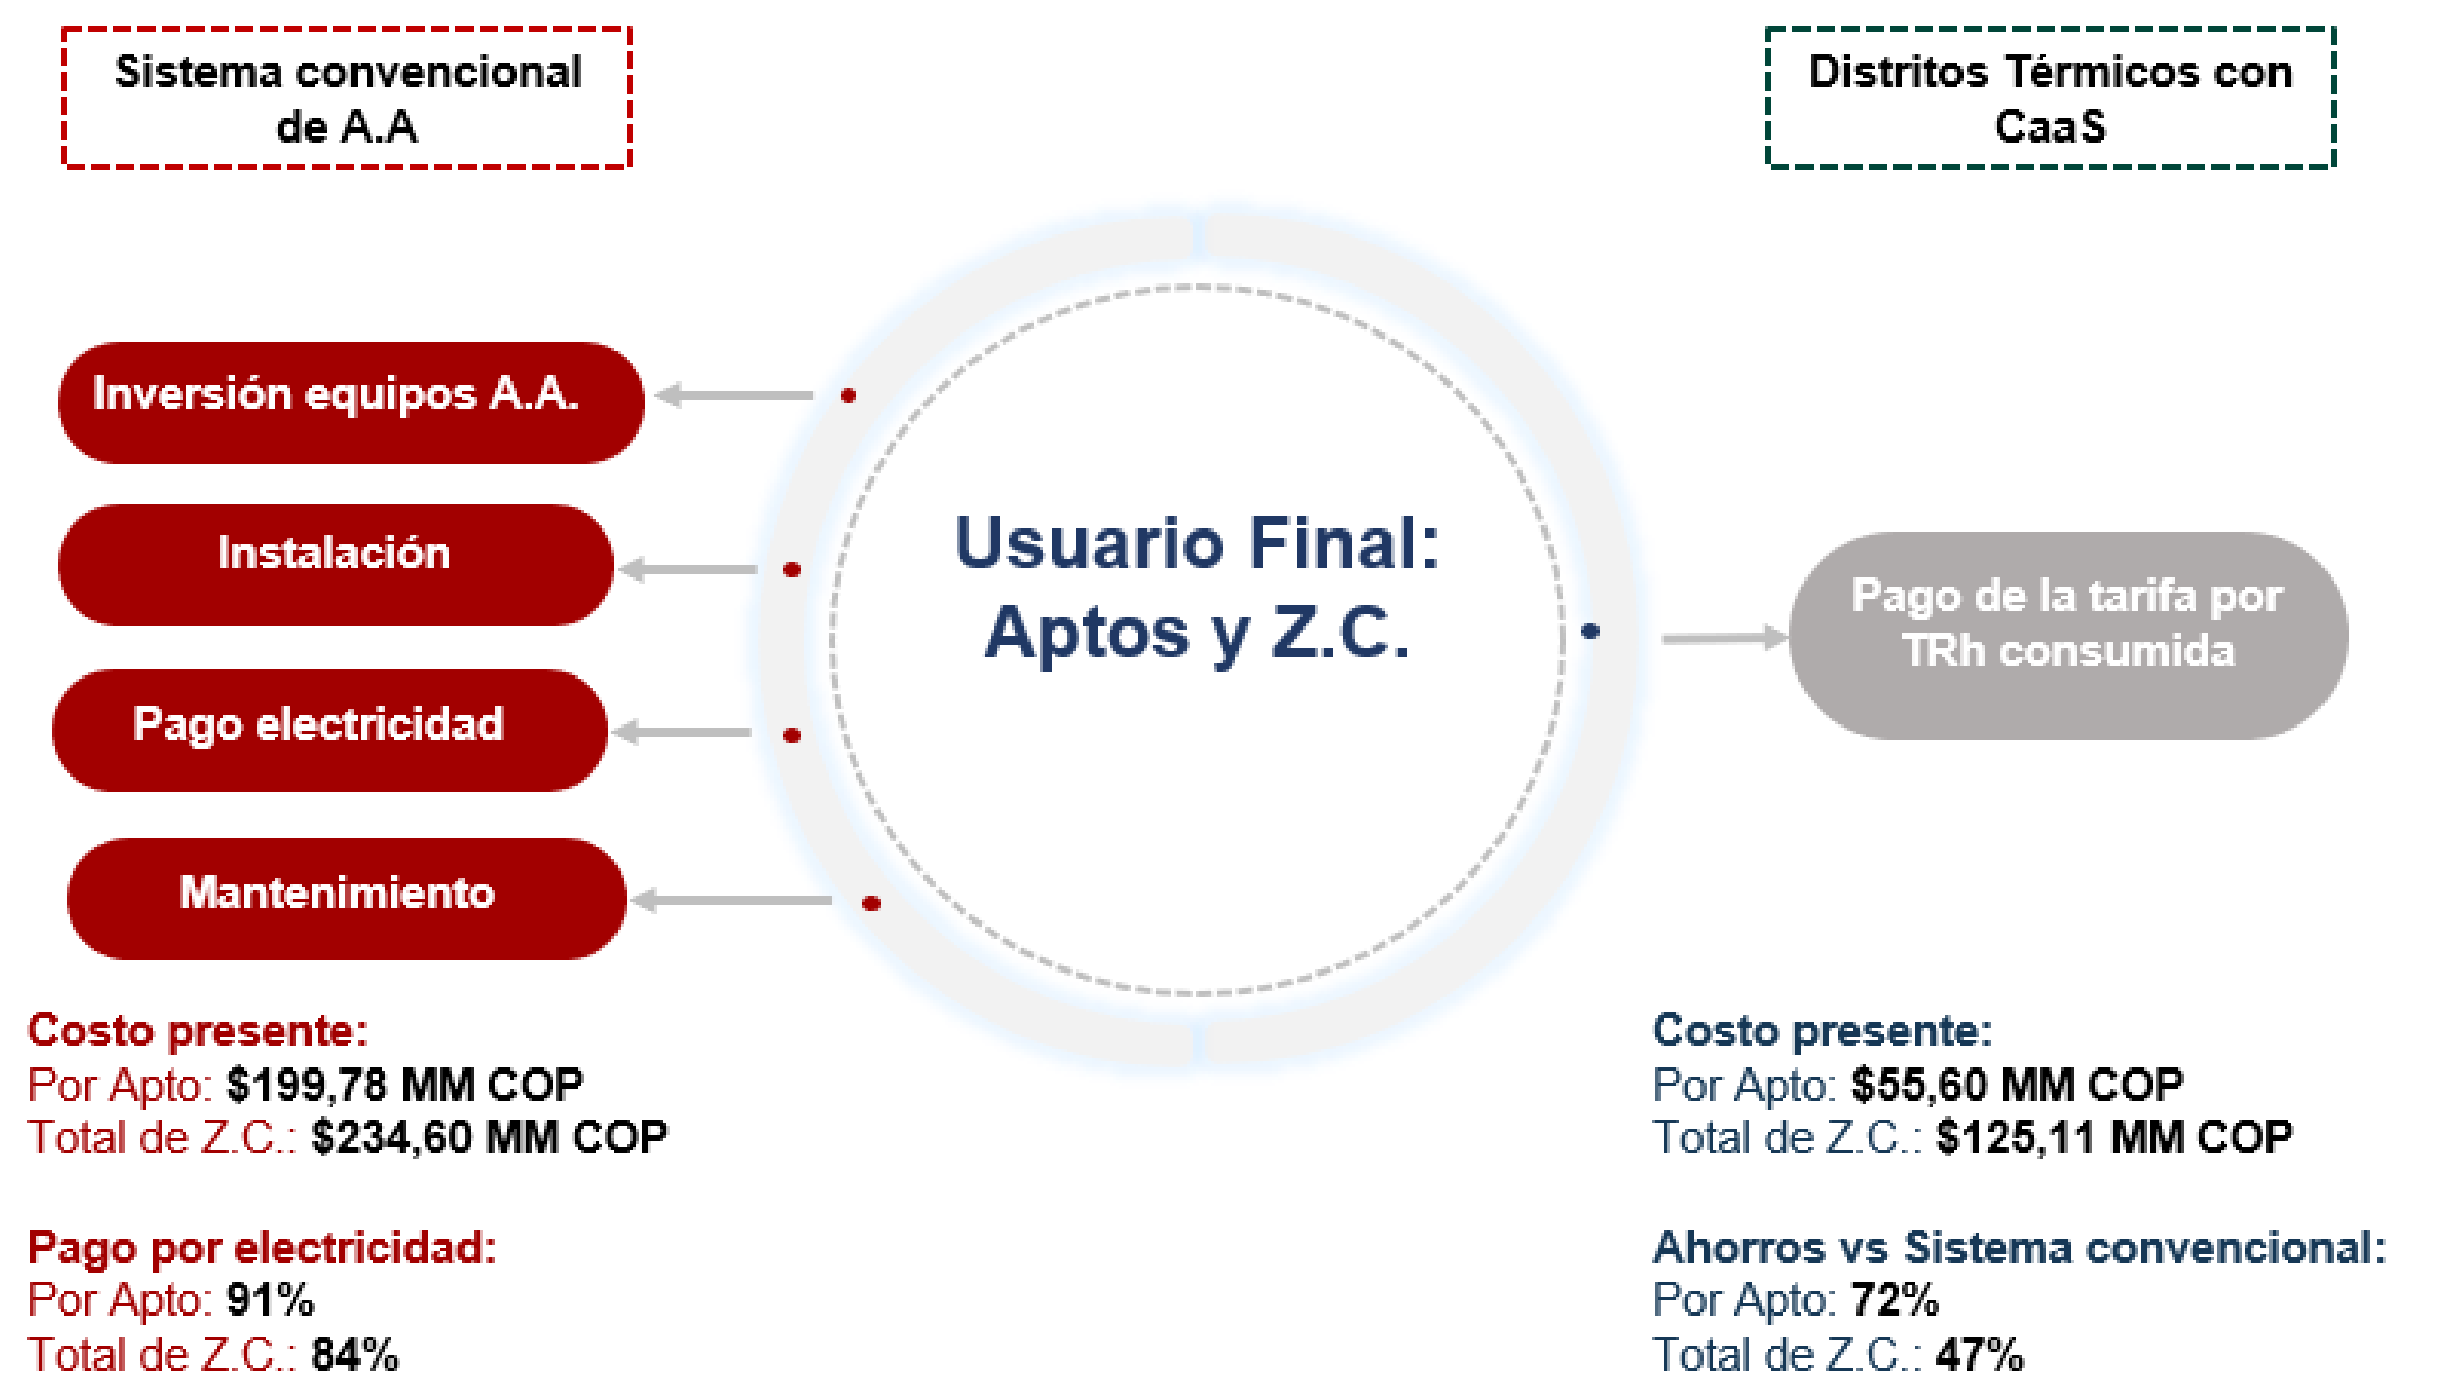 Sistema convencional
de A.A
Distritos Térmicos con
CaaS
Inversión equipos A.A.
Instalación
Pago electricidad
Mantenimiento
Usuario Final:
Aptos y Z.C.
Pago de la tarifa por
TRh consumida
Costo presente:
Por Apto: $199,78 MM COP
Total de Z.C.: $234,60 MM COP
Pago por electricidad:
Por Apto: 91%
Total de Z.C.: 84%
Costo presente:
Por Apto: $55,60 MM COP
Total de Z.C.: $125,11 MM COP
Ahorros vs Sistema convencional:
Por Apto: 72%
Total de Z.C.: 47%